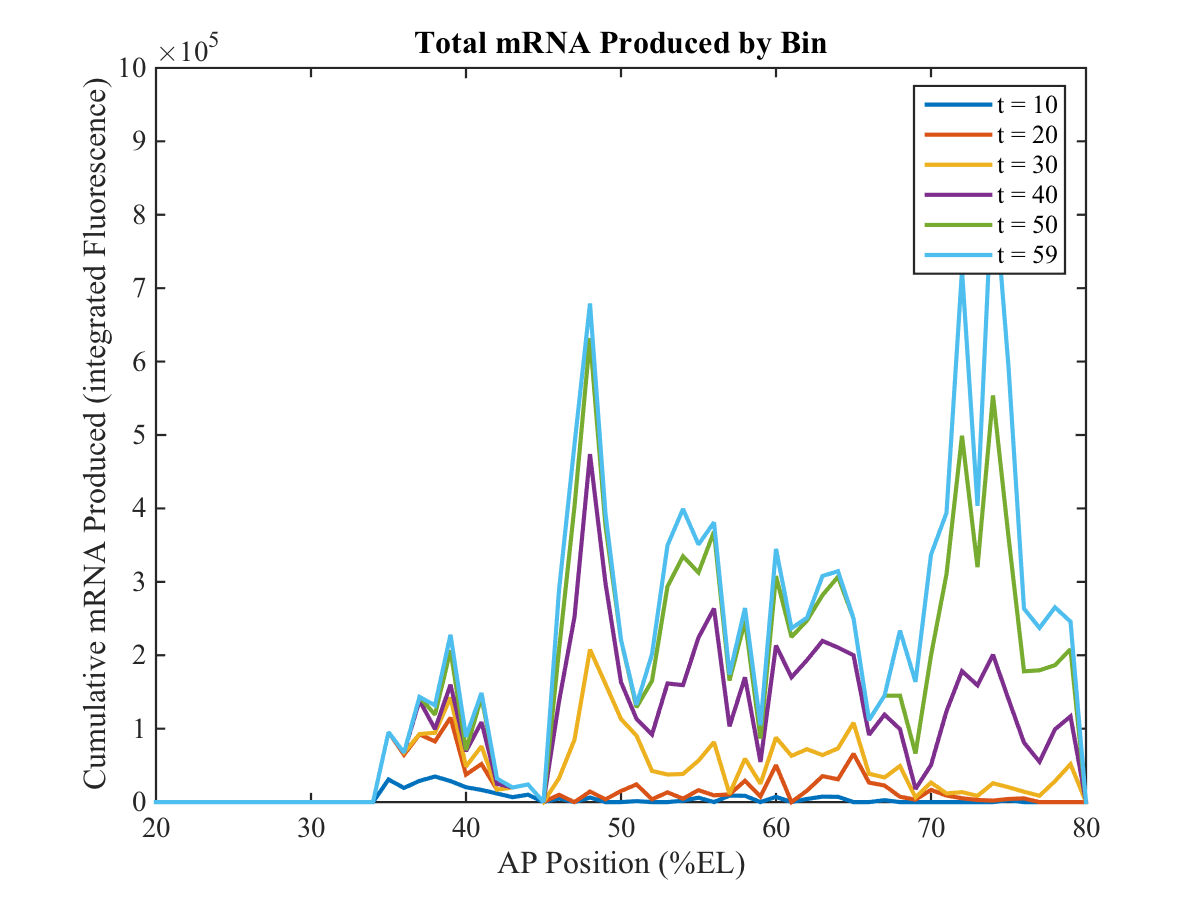 Total mRNA Produced by Bin
×10^5
10
9
8
7
6
5
4
3
2
1
0
Cumulative mRNA Produced (integrated Fluorescence)
t = 10
t = 20
t = 30
t = 40
t = 50
t = 59
20 30 40 50 60 70 80
AP Position (%EL)